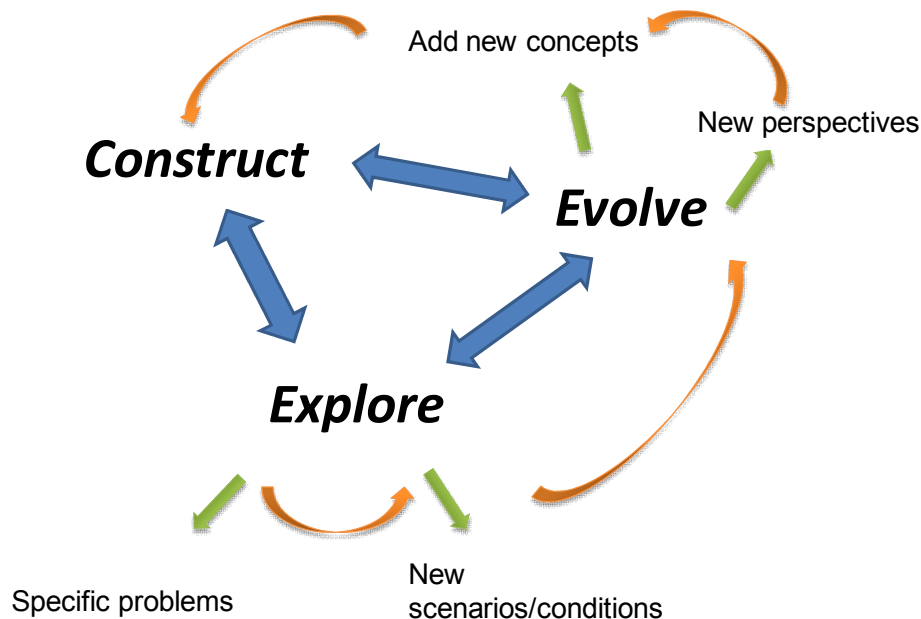 Add new concepts
New perspectives
Construct
Evolve
Explore
Specific problems
New
scenarios/conditions